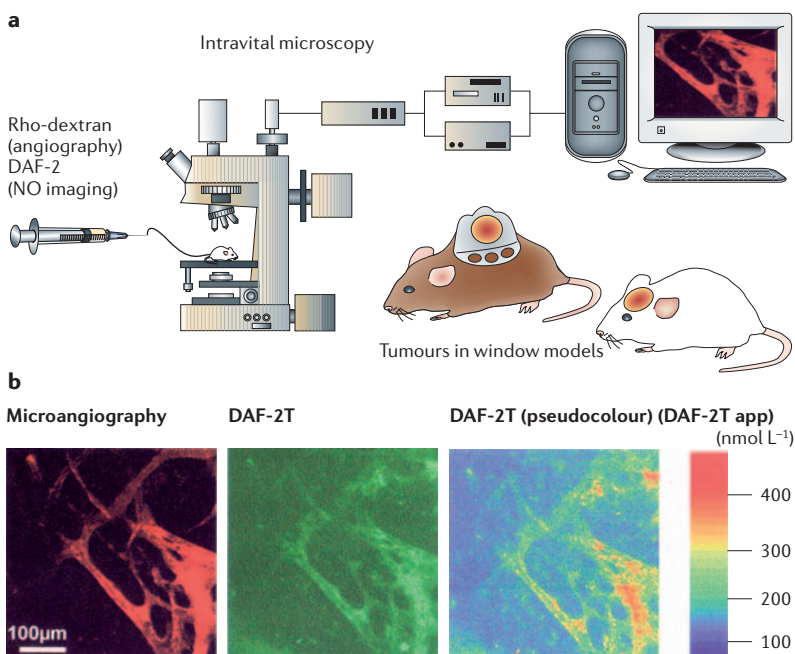 a
Intravital microscopy
Rho-dextran
(angiography)
DAF-2
(NO imaging)
Tumours in window models
b
Microangiography
DAF-2T
DAF-2T (pseudocolour) (DAF-2T app)
(nmol L⁻¹)
400
300
200
100
100µm